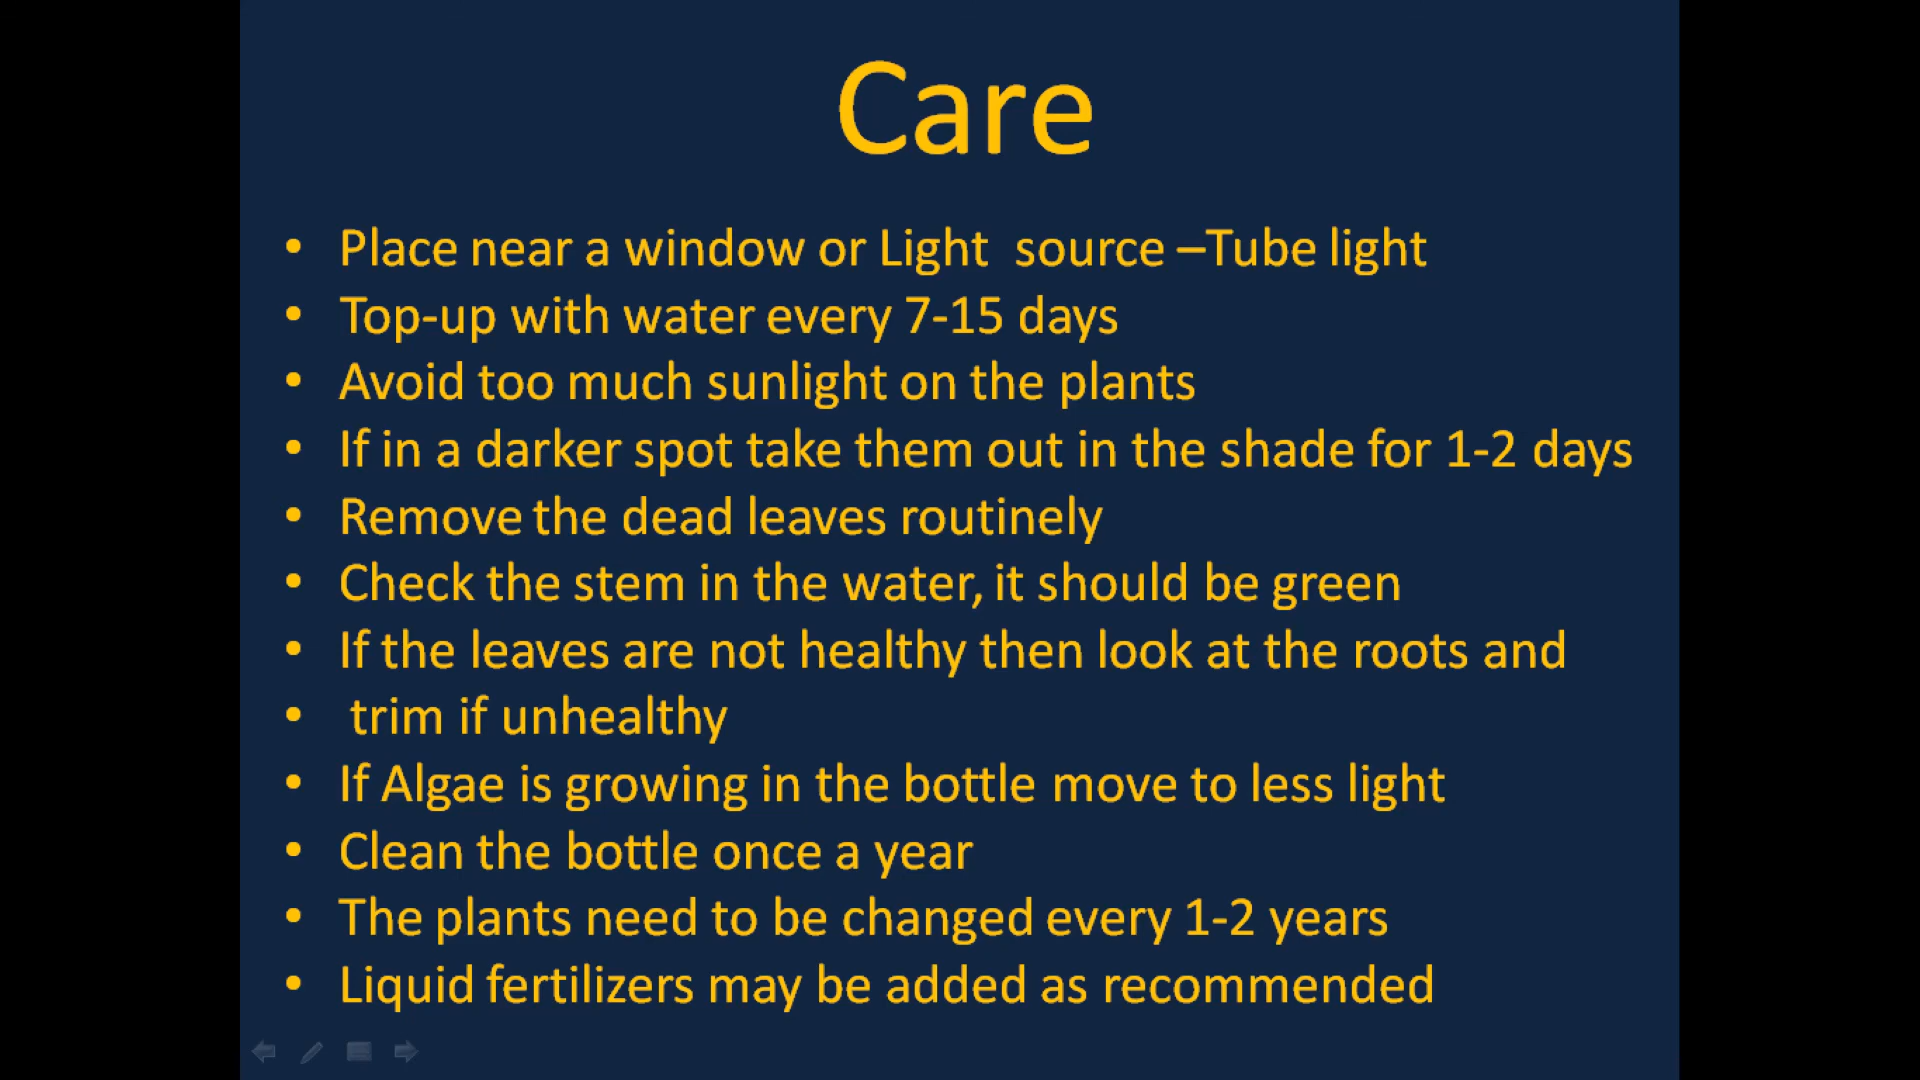 Care
• Place near a window or Light  source –Tube light
• Top-up with water every 7-15 days
• Avoid too much sunlight on the plants
• If in a darker spot take them out in the shade for 1-2 days
• Remove the dead leaves routinely
• Check the stem in the water, it should be green
• If the leaves are not healthy then look at the roots and
• trim if unhealthy
• If Algae is growing in the bottle move to less light
• Clean the bottle once a year
• The plants need to be changed every 1-2 years
• Liquid fertilizers may be added as recommended